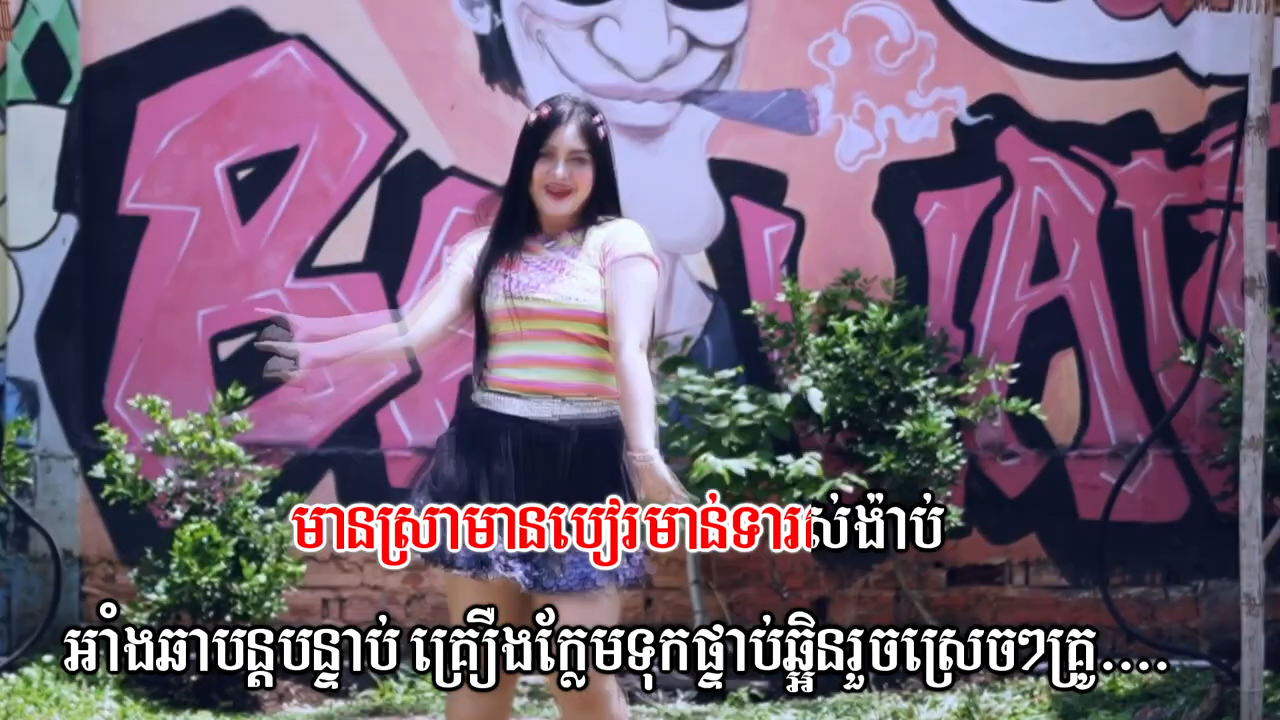 មានស្រាមានបៀរមាន់ទារស់ង៉ាប់
អាំងឆាបន្តបន្ទាប់ គ្រឿងក្លែមទុកផ្ទាប់ឆ្អិនរួចស្រេចៗគ្រូ....